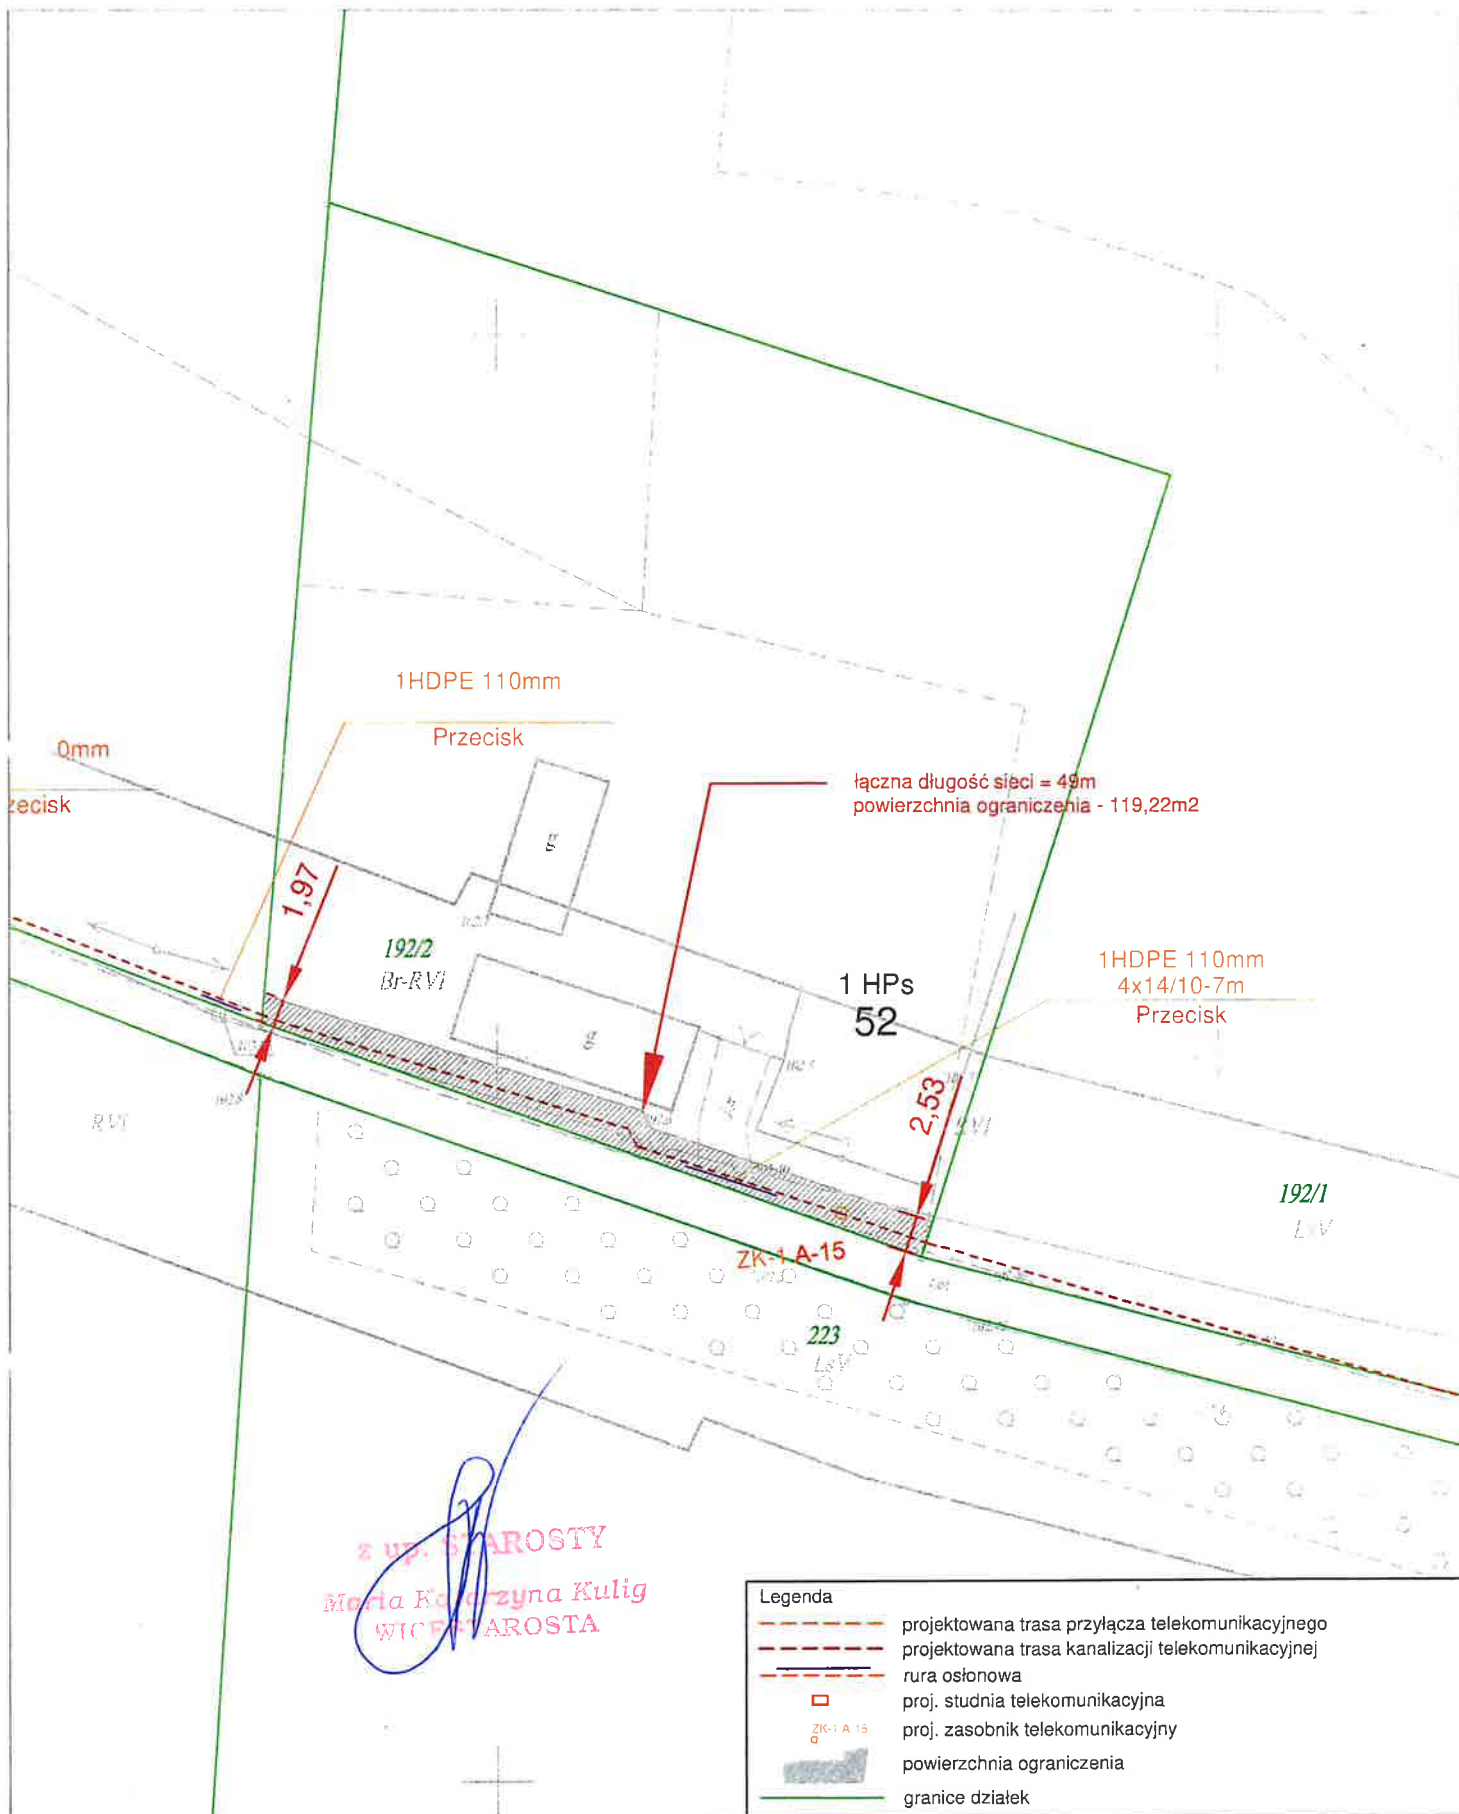 1HDPE 110mm
Przecisk
0mm
zecisk
łączna długość sieci = 49m
powierzchnia ograniczenia - 119,22m2
1,97
g
192/2
Br-RVI
1HDPE 110mm
4x14/10-7m
Przecisk
1 HPs
52
g
2,53
RVI
192/1
LsV
ZK-1 A-15
223
LsV
z up. STAROSTY
Maria Katarzyna Kulig
WICESTAROSTA
Legenda
projektowana trasa przyłącza telekomunikacyjnego
projektowana trasa kanalizacji telekomunikacyjnej
rura osłonowa
proj. studnia telekomunikacyjna
ZK-1 A 15
proj. zasobnik telekomunikacyjny
powierzchnia ograniczenia
granice działek